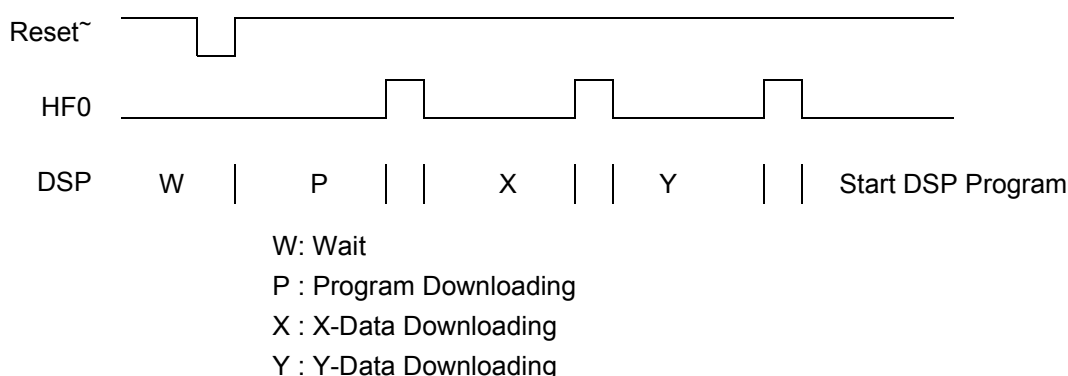 Reset~
HF0
DSP W P X Y Start DSP Program
W: Wait
P : Program Downloading
X : X-Data Downloading
Y : Y-Data Downloading